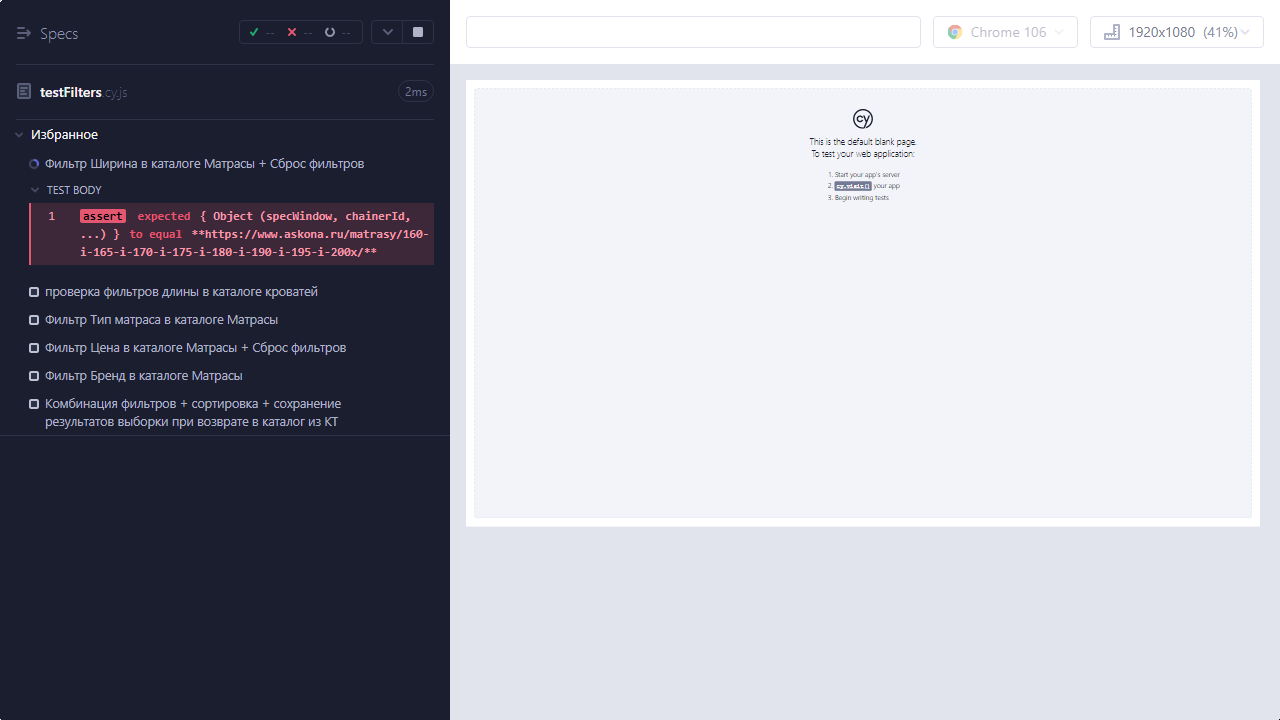 Specs
-- -- --
testFilters.cy.js
2ms
Избранное
Фильтр Ширина в каталоге Матрасы + Сброс фильтров
TEST BODY
1 assert expected { Object (specWindow, chainerId,
...) } to equal **https://www.askona.ru/matrasy/160-
i-165-i-170-i-175-i-180-i-190-i-195-i-200x/**
проверка фильтров длины в каталоге кроватей
Фильтр Тип матраса в каталоге Матрасы
Фильтр Цена в каталоге Матрасы + Сброс фильтров
Фильтр Бренд в каталоге Матрасы
Комбинация фильтров + сортировка + сохранение
результатов выборки при возврате в каталог из КТ
Chrome 106
1920x1080 (41%)
cy
This is the default blank page.
To test your web application:
1. Start your app's server
2. cy.visit() your app
3. Begin writing tests